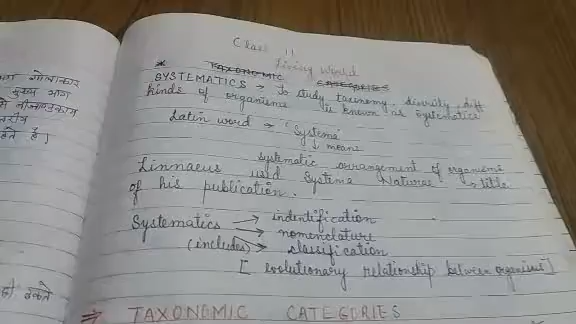 गोलाकार
मुख्य भाग
होते है।
Class 11
Living World
TAXONOMIC CATEGORIES
* SYSTEMATICS → To study taxonomy, diversity, diff
kinds of organisms is known as systematics
Latin word → "Systema"
↓ means
systematic arrangement of organisms
Linnaeus used Systema Naturae → title
of his publication.
Systematics → indentification
(includes) → nomenclature
→ classification
[ evolutionary relationship between organisms ]
⇒ TAXONOMIC CATEGORIES